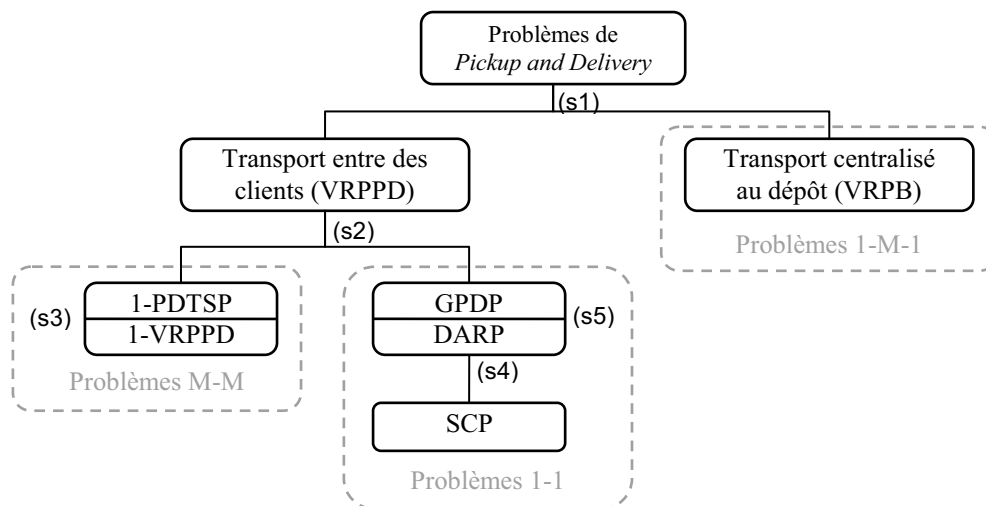 Problèmes de
Pickup and Delivery
(s1)
Transport entre des
clients (VRPPD)
Transport centralisé
au dépôt (VRPB)
(s2)
Problèmes 1-M-1
(s3)
1-PDTSP
1-VRPPD
GPDP
DARP
(s5)
Problèmes M-M
(s4)
SCP
Problèmes 1-1